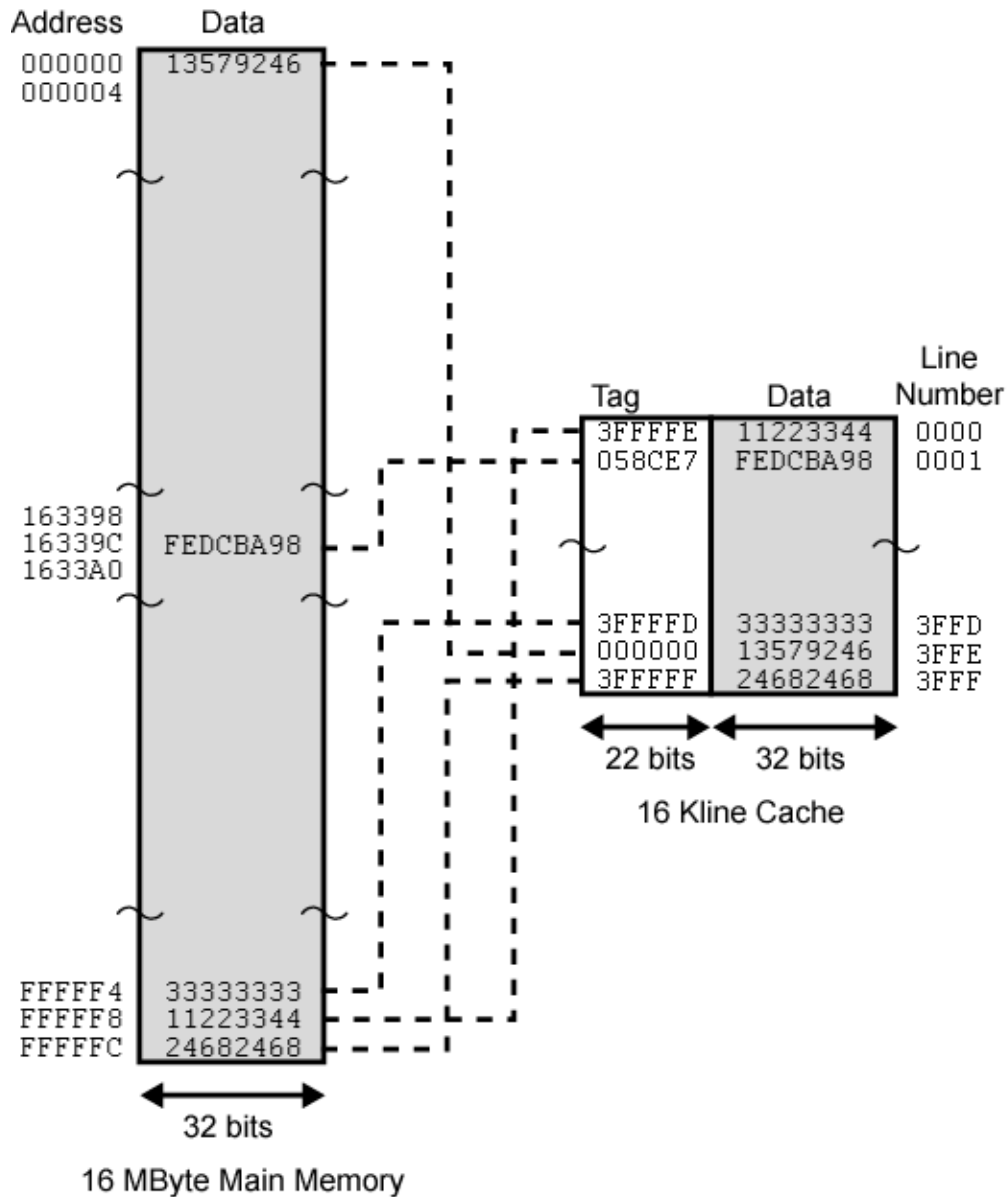 Address Data
000000 13579246
000004
163398
16339C FEDCBA98
1633A0
FFFFF4 33333333
FFFFF8 11223344
FFFFFC 24682468
32 bits
16 MByte Main Memory
Line
Tag Data Number
3FFFFE 11223344 0000
058CE7 FEDCBA98 0001
3FFFFD 33333333 3FFD
000000 13579246 3FFE
3FFFFF 24682468 3FFF
22 bits 32 bits
16 Kline Cache